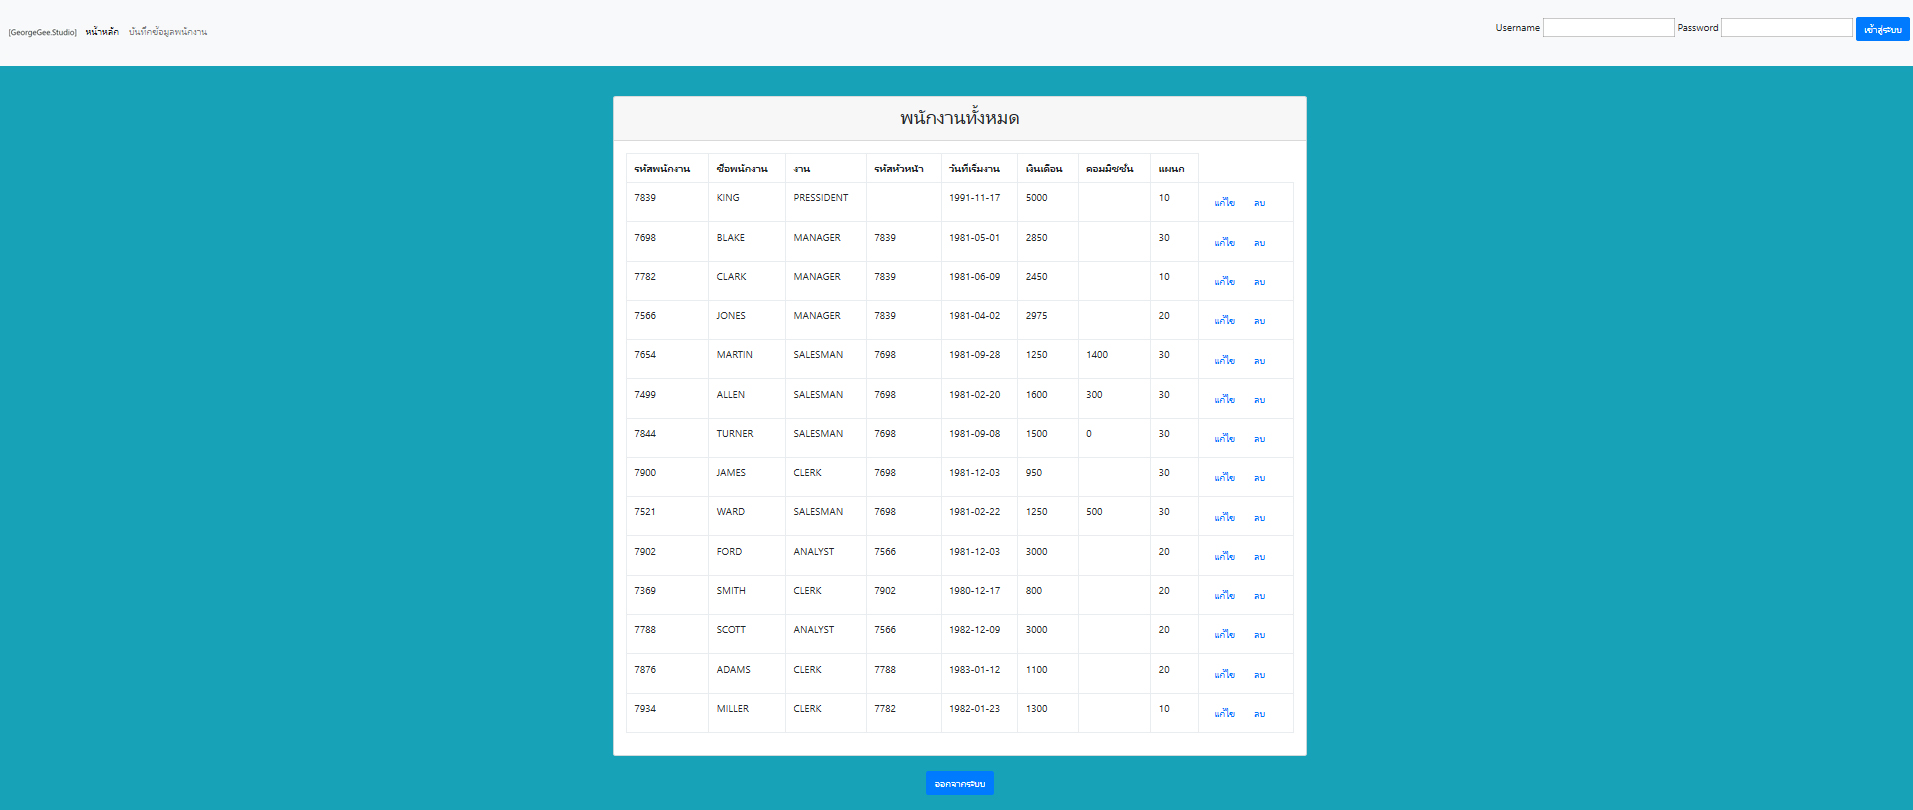 [GeorgeGee.Studio] หน้าหลัก บันทึกข้อมูลพนักงาน Username Password เข้าสู่ระบบ
พนักงานทั้งหมด
รหัสพนักงาน ชื่อพนักงาน งาน รหัสหัวหน้า วันที่เริ่มงาน เงินเดือน คอมมิชชั่น แผนก
7839 KING PRESSIDENT 1991-11-17 5000 10 แก้ไข ลบ
7698 BLAKE MANAGER 7839 1981-05-01 2850 30 แก้ไข ลบ
7782 CLARK MANAGER 7839 1981-06-09 2450 10 แก้ไข ลบ
7566 JONES MANAGER 7839 1981-04-02 2975 20 แก้ไข ลบ
7654 MARTIN SALESMAN 7698 1981-09-28 1250 1400 30 แก้ไข ลบ
7499 ALLEN SALESMAN 7698 1981-02-20 1600 300 30 แก้ไข ลบ
7844 TURNER SALESMAN 7698 1981-09-08 1500 0 30 แก้ไข ลบ
7900 JAMES CLERK 7698 1981-12-03 950 30 แก้ไข ลบ
7521 WARD SALESMAN 7698 1981-02-22 1250 500 30 แก้ไข ลบ
7902 FORD ANALYST 7566 1981-12-03 3000 20 แก้ไข ลบ
7369 SMITH CLERK 7902 1980-12-17 800 20 แก้ไข ลบ
7788 SCOTT ANALYST 7566 1982-12-09 3000 20 แก้ไข ลบ
7876 ADAMS CLERK 7788 1983-01-12 1100 20 แก้ไข ลบ
7934 MILLER CLERK 7782 1982-01-23 1300 10 แก้ไข ลบ
ออกจากระบบ